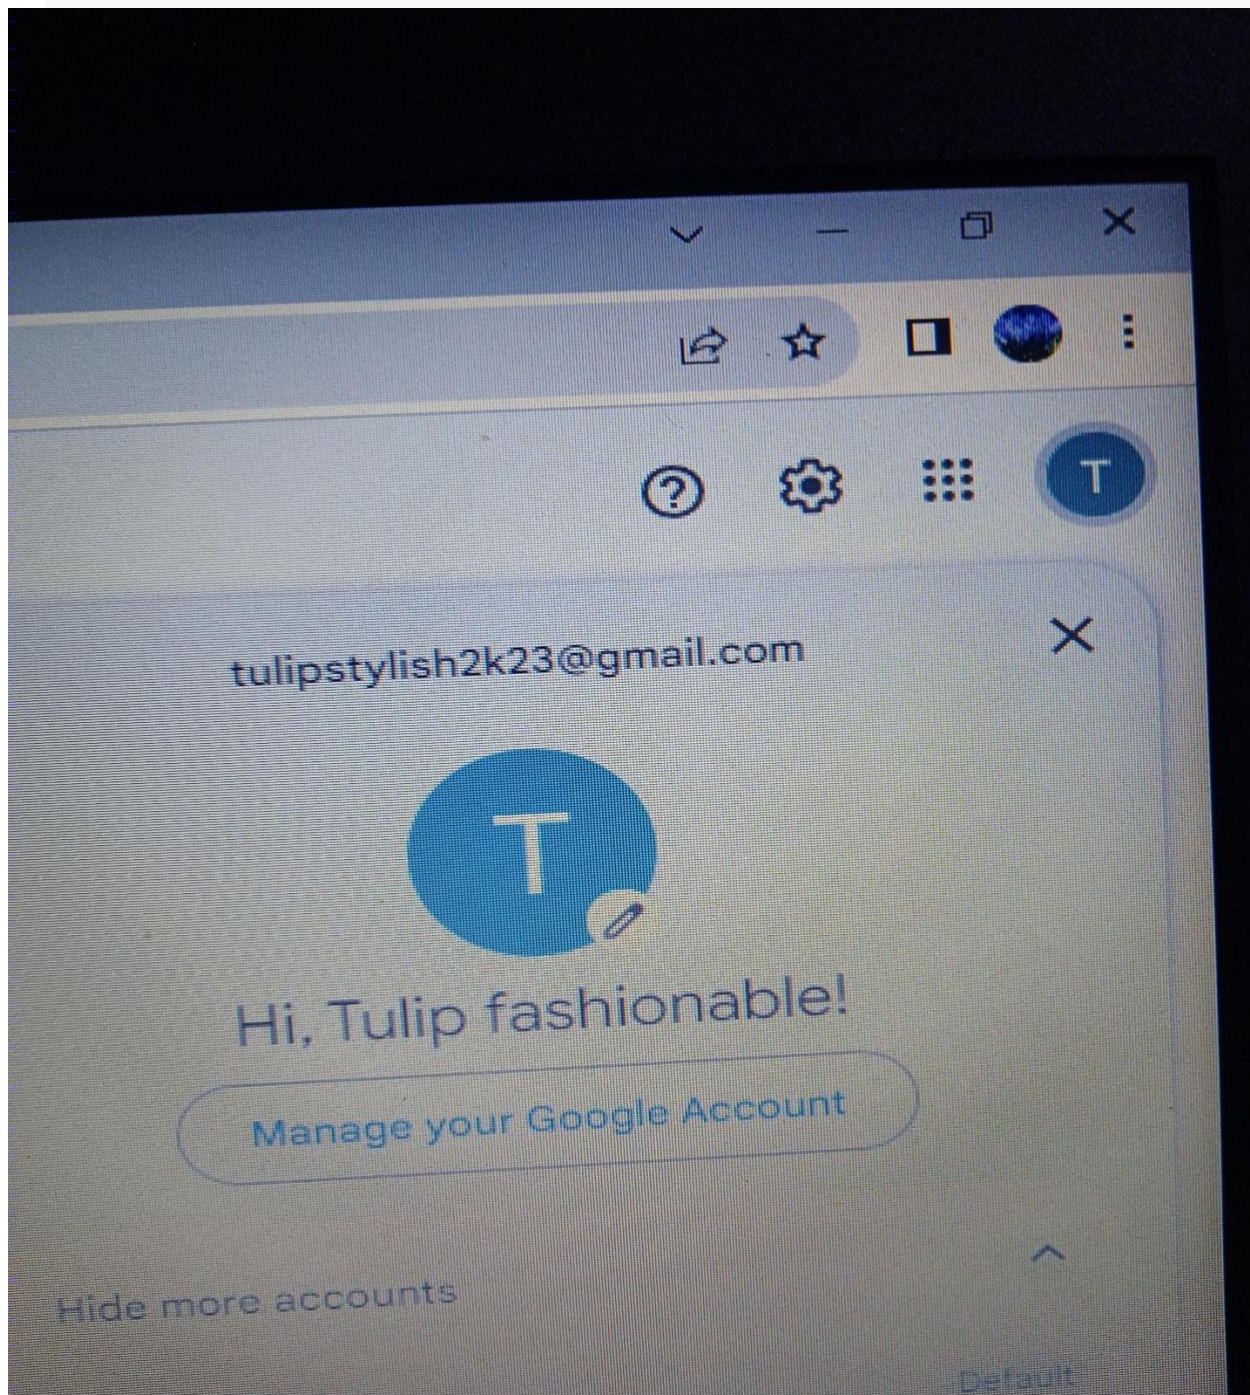 T
tulipstylish2k23@gmail.com
T
Hi, Tulip fashionable!
Manage your Google Account
Hide more accounts
Default